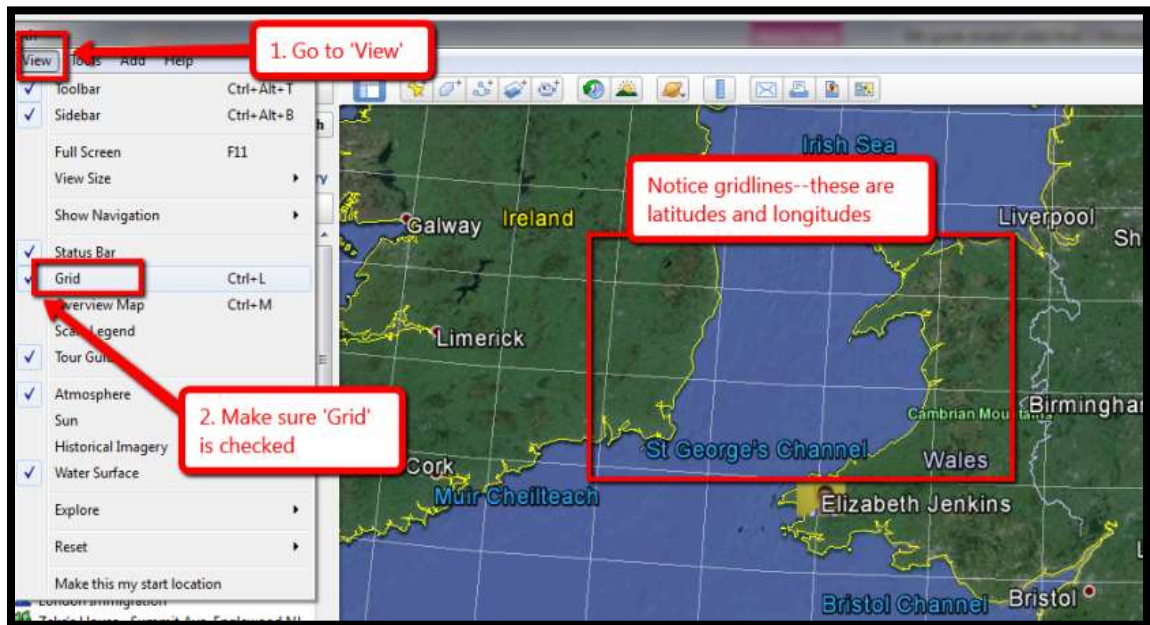 1. Go to 'View'
View Tools Add Help
Toolbar Ctrl+Alt+T
Sidebar Ctrl+Alt+B
Full Screen F11
View Size
Show Navigation
Status Bar
Grid Ctrl+L
Overview Map Ctrl+M
Scale Legend
Tour Guide
Atmosphere
Sun
Historical Imagery
Water Surface
Explore
Reset
Make this my start location
London Immigration
2. Make sure 'Grid'
is checked
Irish Sea
Notice gridlines--these are
latitudes and longitudes
Galway
Ireland
Liverpool
Sh
Limerick
Cambrian Mountains
Birmingha
St George's Channel
Wales
Cork
Muir Cheilteach
Elizabeth Jenkins
Bristol Channel
Bristol